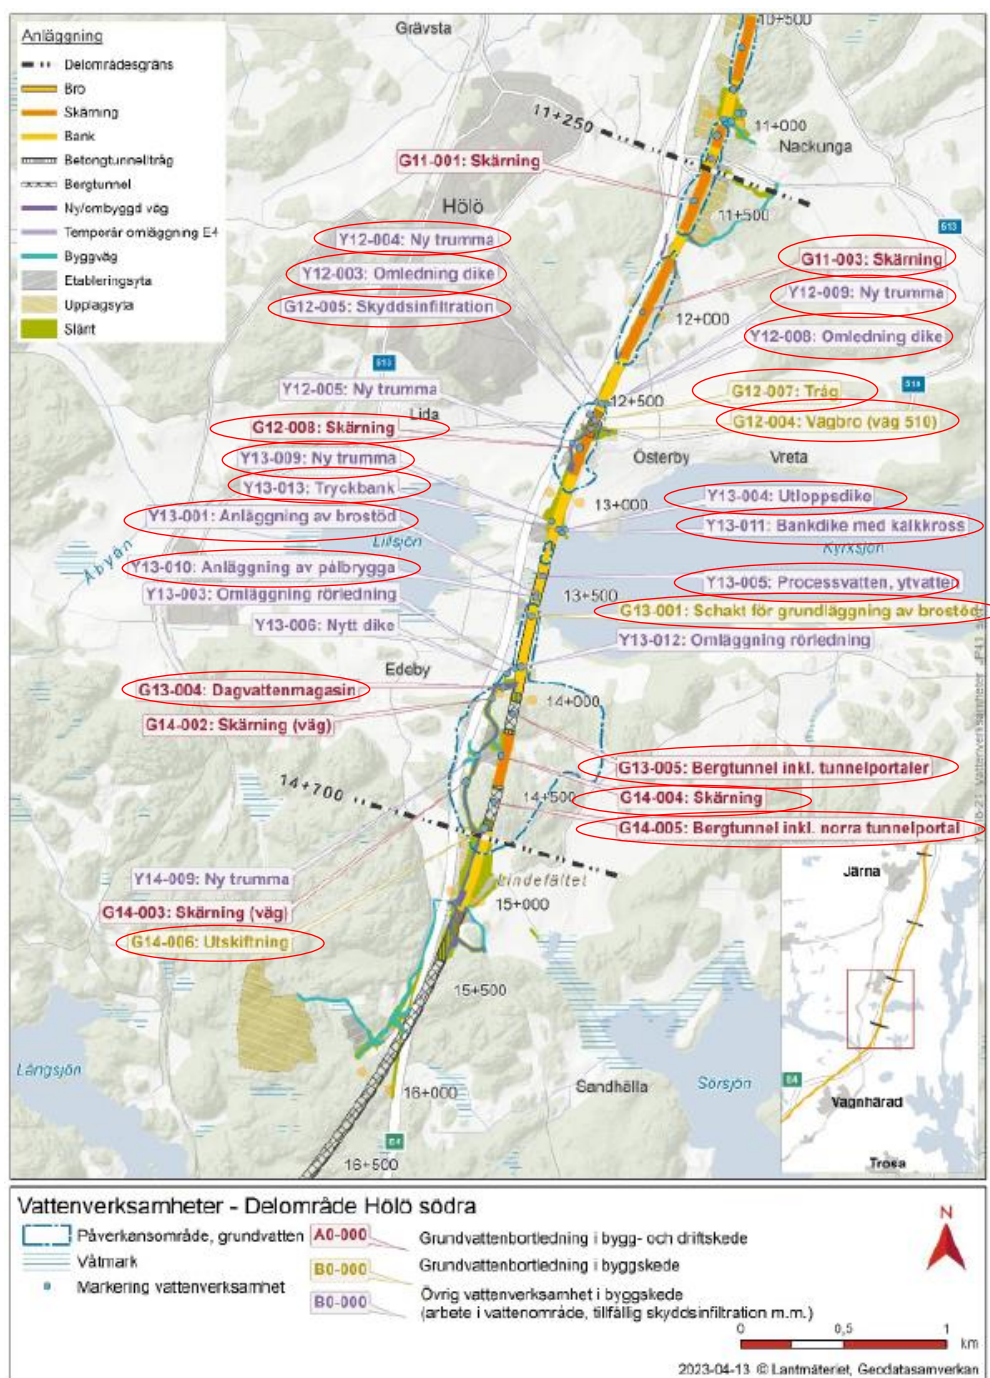 Anläggning
Delområdesgräns
Bro
Skärning
Bank
Betongtunneltråg
Bergtunnel
Ny/ombyggd väg
Temporär omläggning E4
Byggväg
Etableringsyta
Upplagsyta
Slänt
Grävsta
10+500
11+250
11+000
Nackunga
G11-001: Skärning
Hölö
11+500
513
Y12-004: Ny trumma
G11-003: Skärning
Y12-003: Omledning dike
Y12-009: Ny trumma
G12-005: Skyddsinfiltration
12+000
Y12-008: Omledning dike
513
Y12-005: Ny trumma
G12-007: Tråg
510
Lida
12+500
G12-004: Vägbro (väg 510)
G12-008: Skärning
Österby
Vreta
Y13-009: Ny trumma
Y13-013: Tryckbank
13+000
Y13-004: Utloppsdike
Y13-001: Anläggning av brostöd
Y13-011: Bankdike med kalkkross
Åbyån
Lillsjön
Kyrksjön
Y13-010: Anläggning av pålbrygga
Y13-005: Processvatten, ytvatten
Y13-003: Omläggning rörledning
13+500
G13-001: Schakt för grundläggning av brostöd
Y13-006: Nytt dike
Y13-012: Omläggning rörledning
Edeby
G13-004: Dagvattenmagasin
14+000
G14-002: Skärning (väg)
G13-005: Bergtunnel inkl. tunnelportaler
14+700
14+500
G14-004: Skärning
G14-005: Bergtunnel inkl. norra tunnelportal
Lindefältet
Järna
Y14-009: Ny trumma
G14-003: Skärning (väg)
15+000
G14-006: Utskiftning
15+500
Långsjön
Sandhälla
Sörsjön
E4
16+000
Vagnhärad
E4
16+500
Trosa
Vattenverksamheter - Delområde Hölö södra
Påverkansområde, grundvatten
Våtmark
Markering vattenverksamhet
A0-000 Grundvattenbortledning i bygg- och driftskede
B0-000 Grundvattenbortledning i byggskede
B0-000 Övrig vattenverksamhet i byggskede
(arbete i vattenområde, tillfällig skyddsinfiltration m.m.)
N
0 0,5 1
km
2023-04-13 © Lantmäteriet, Geodatasamverkan